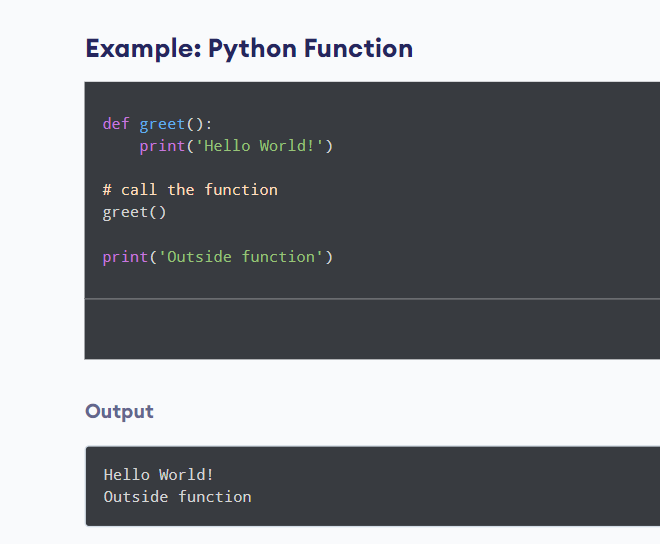 Example: Python Function
def greet():
    print('Hello World!')
# call the function
greet()
print('Outside function')
Output
Hello World!
Outside function